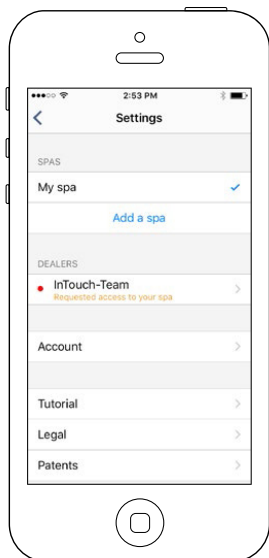 2:53 PM
Settings
SPAS
My spa
Add a spa
DEALERS
InTouch-Team
Requested access to your spa
Account
Tutorial
Legal
Patents